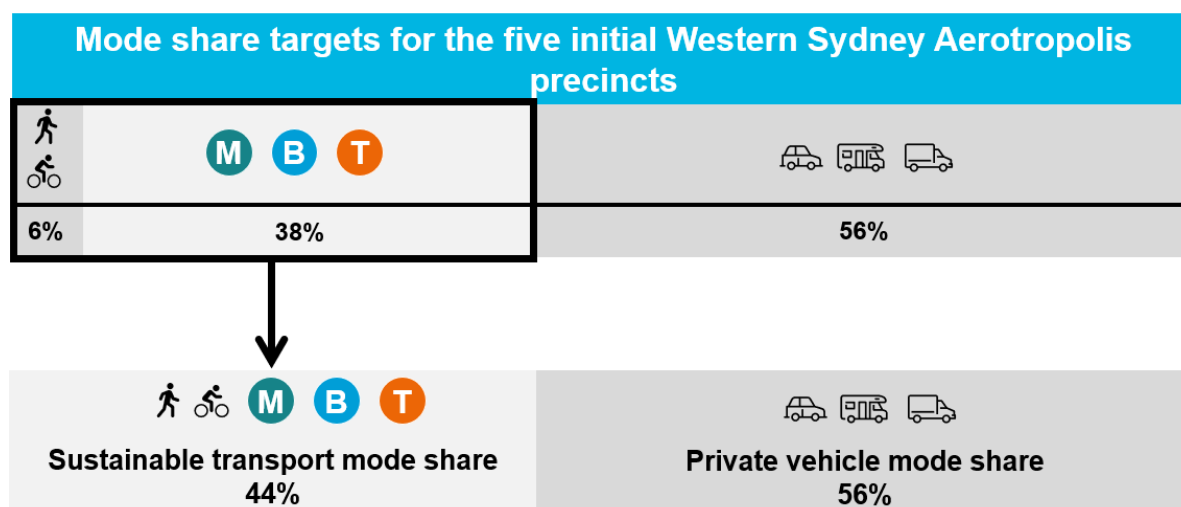 Mode share targets for the five initial Western Sydney Aerotropolis
precincts
M B T
6% 38% 56%
M B T
Sustainable transport mode share
44%
Private vehicle mode share
56%